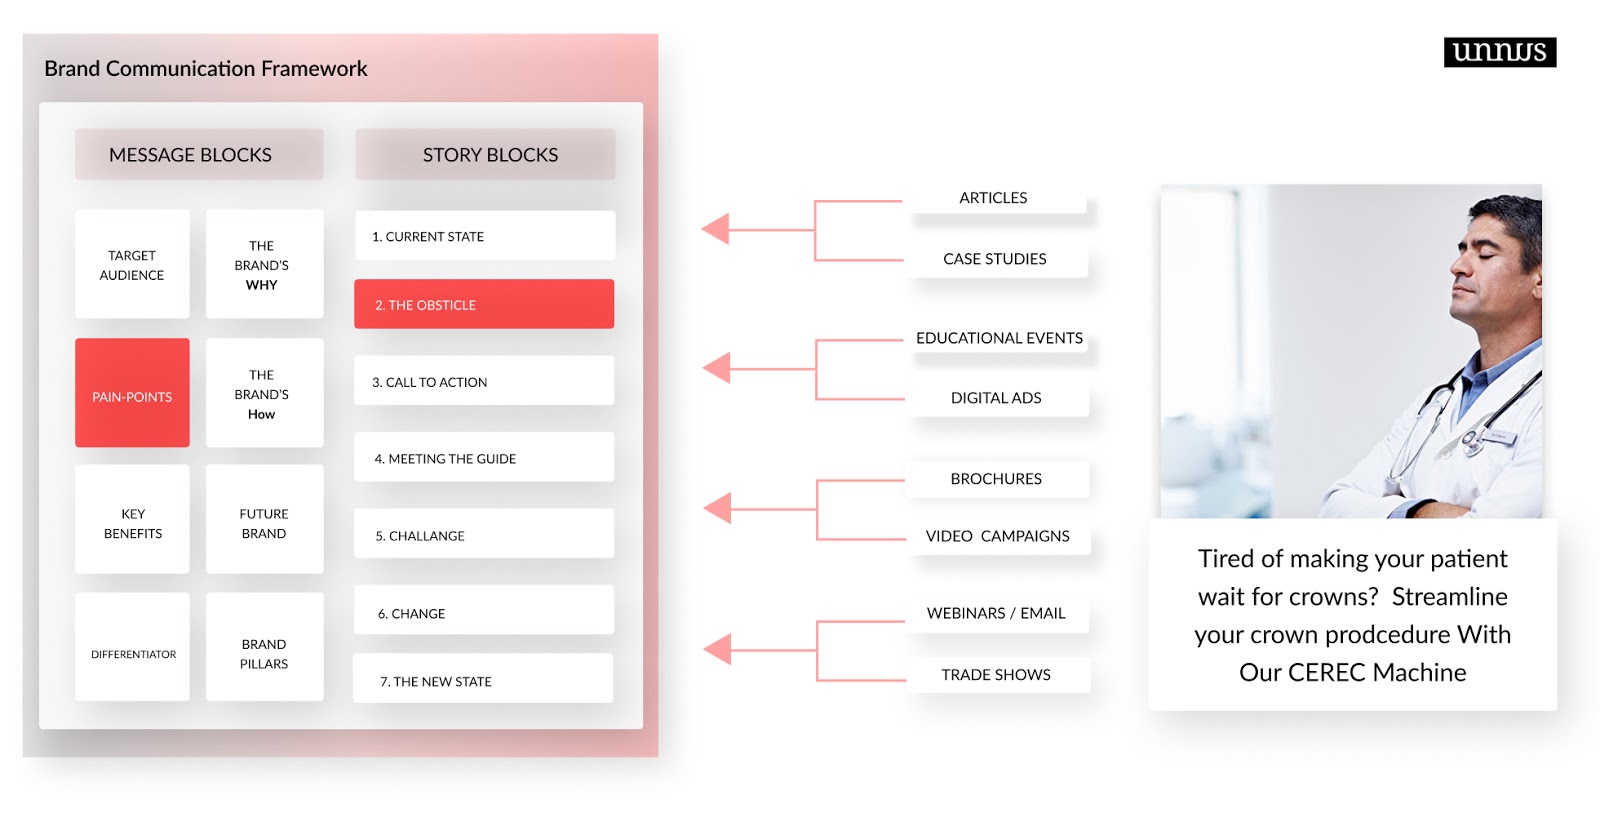 Brand Communication Framework
unnus
MESSAGE BLOCKS
STORY BLOCKS
TARGET
AUDIENCE
THE
BRAND'S
WHY
PAIN-POINTS
THE
BRAND'S
How
KEY
BENEFITS
FUTURE
BRAND
DIFFERENTIATOR
BRAND
PILLARS
1. CURRENT STATE
2. THE OBSTICLE
3. CALL TO ACTION
4. MEETING THE GUIDE
5. CHALLANGE
6. CHANGE
7. THE NEW STATE
ARTICLES
CASE STUDIES
EDUCATIONAL EVENTS
DIGITAL ADS
BROCHURES
VIDEO CAMPAIGNS
WEBINARS / EMAIL
TRADE SHOWS
Tired of making your patient
wait for crowns? Streamline
your crown prodcedure With
Our CEREC Machine